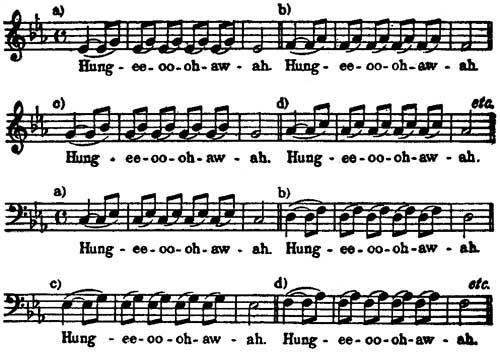 a) b)
Hung - ee - oo - oh - aw - ah. Hung - ee - oo - oh - aw - ah.
c) d) etc.
Hung - ee - oo - oh - aw - ah. Hung - ee - oo - oh - aw - ah.
a) b)
Hung - ee - oo - oh - aw - ah. Hung - ee - oo - oh - aw - ah.
c) d) etc.
Hung - ee - oo - oh - aw - ah. Hung - ee - oo - oh - aw - ah.